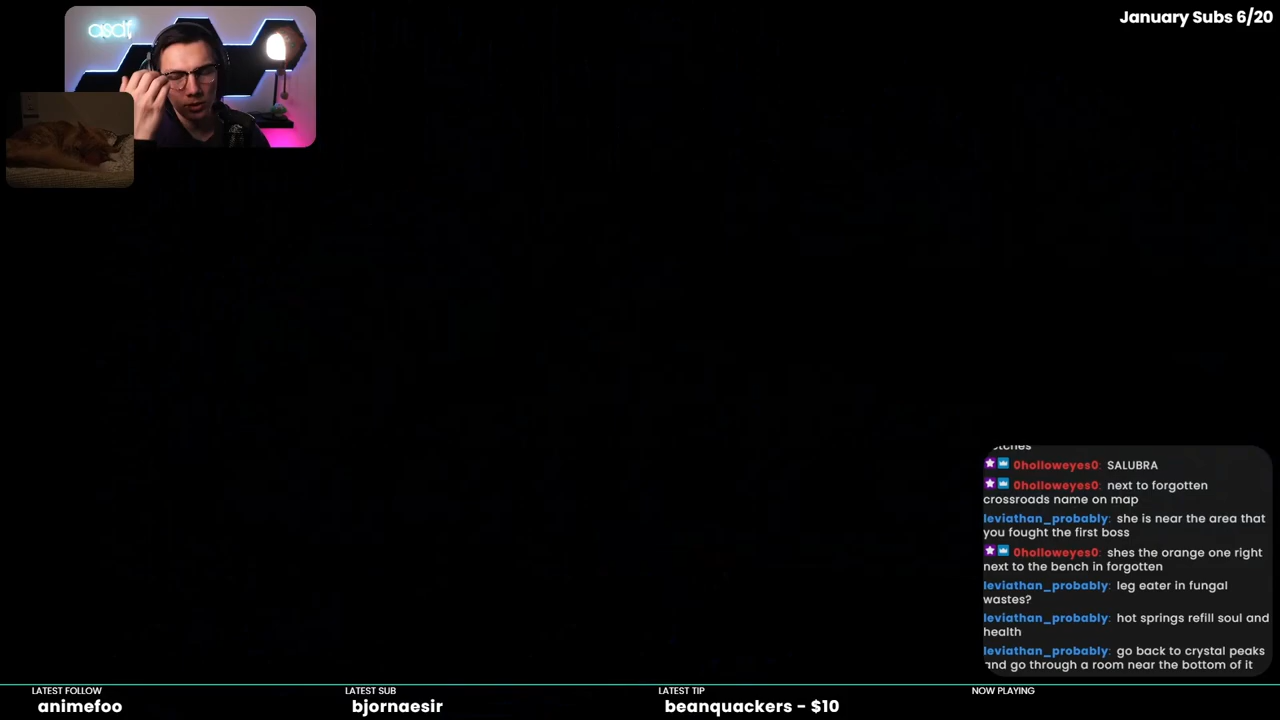 asdf
January Subs 6/20
0holloweyes0: SALUBRA
0holloweyes0: next to forgotten
crossroads name on map
leviathan_probably: she is near the area that
you fought the first boss
0holloweyes0: shes the orange one right
next to the bench in forgotten
leviathan_probably: leg eater in fungal
wastes?
leviathan_probably: hot springs refill soul and
health
leviathan_probably: go back to crystal peaks
and go through a room near the bottom of it
LATEST FOLLOW
animefoo
LATEST SUB
bjornaesir
LATEST TIP
beanquackers - $10
NOW PLAYING